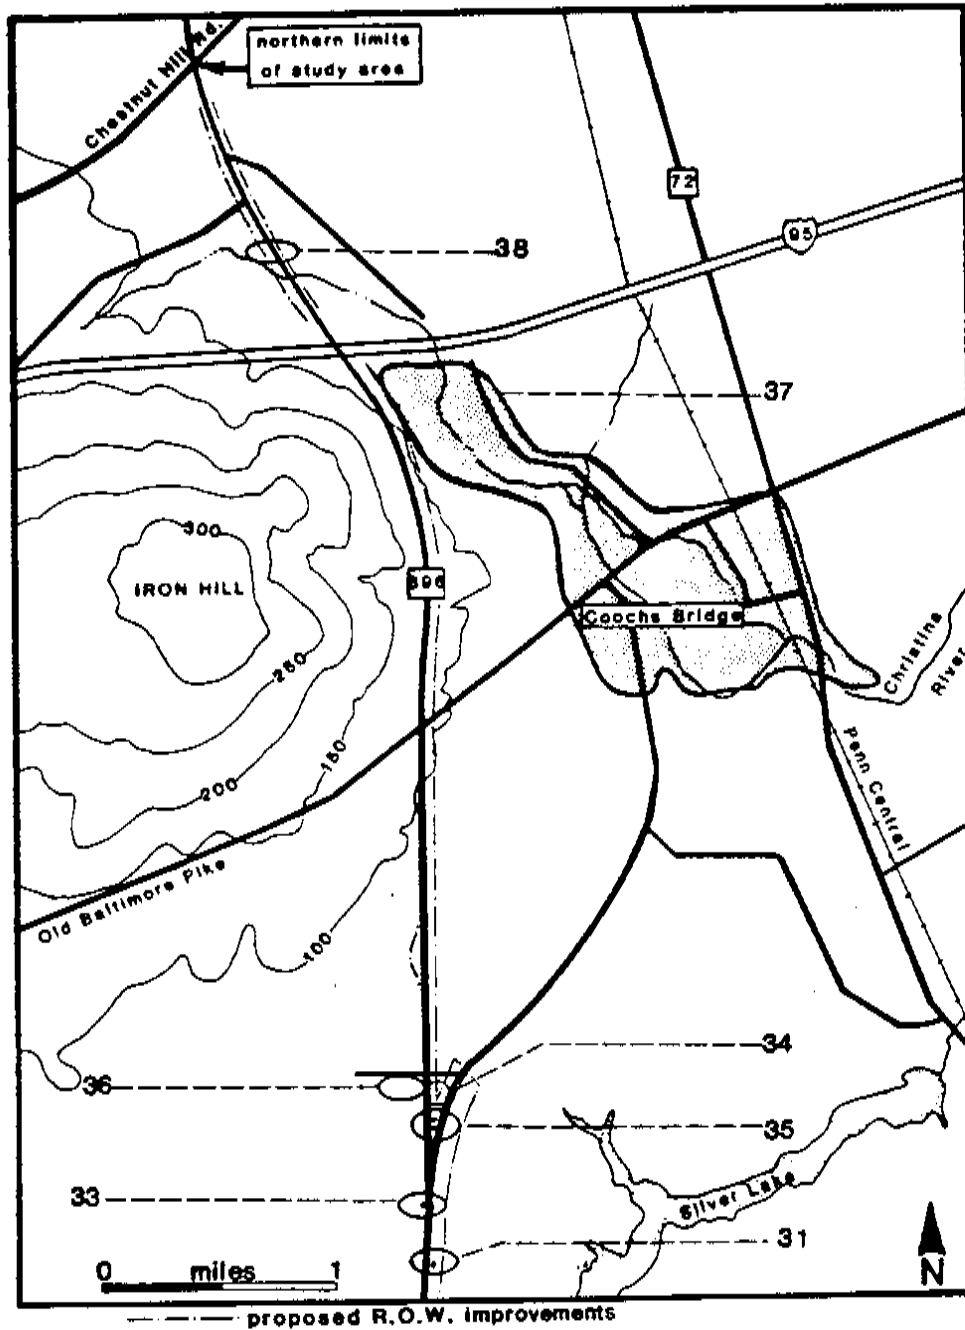 northern limits
of study area
Chestnut Hill Rd.
72
95
38
37
300
IRON HILL
896
Coochs Bridge
Christina
River
250
150
200
Penn Central
Old Baltimore Pike
100
34
36
35
33
Silver Lake
31
0 miles 1
N
proposed R.O.W. improvements